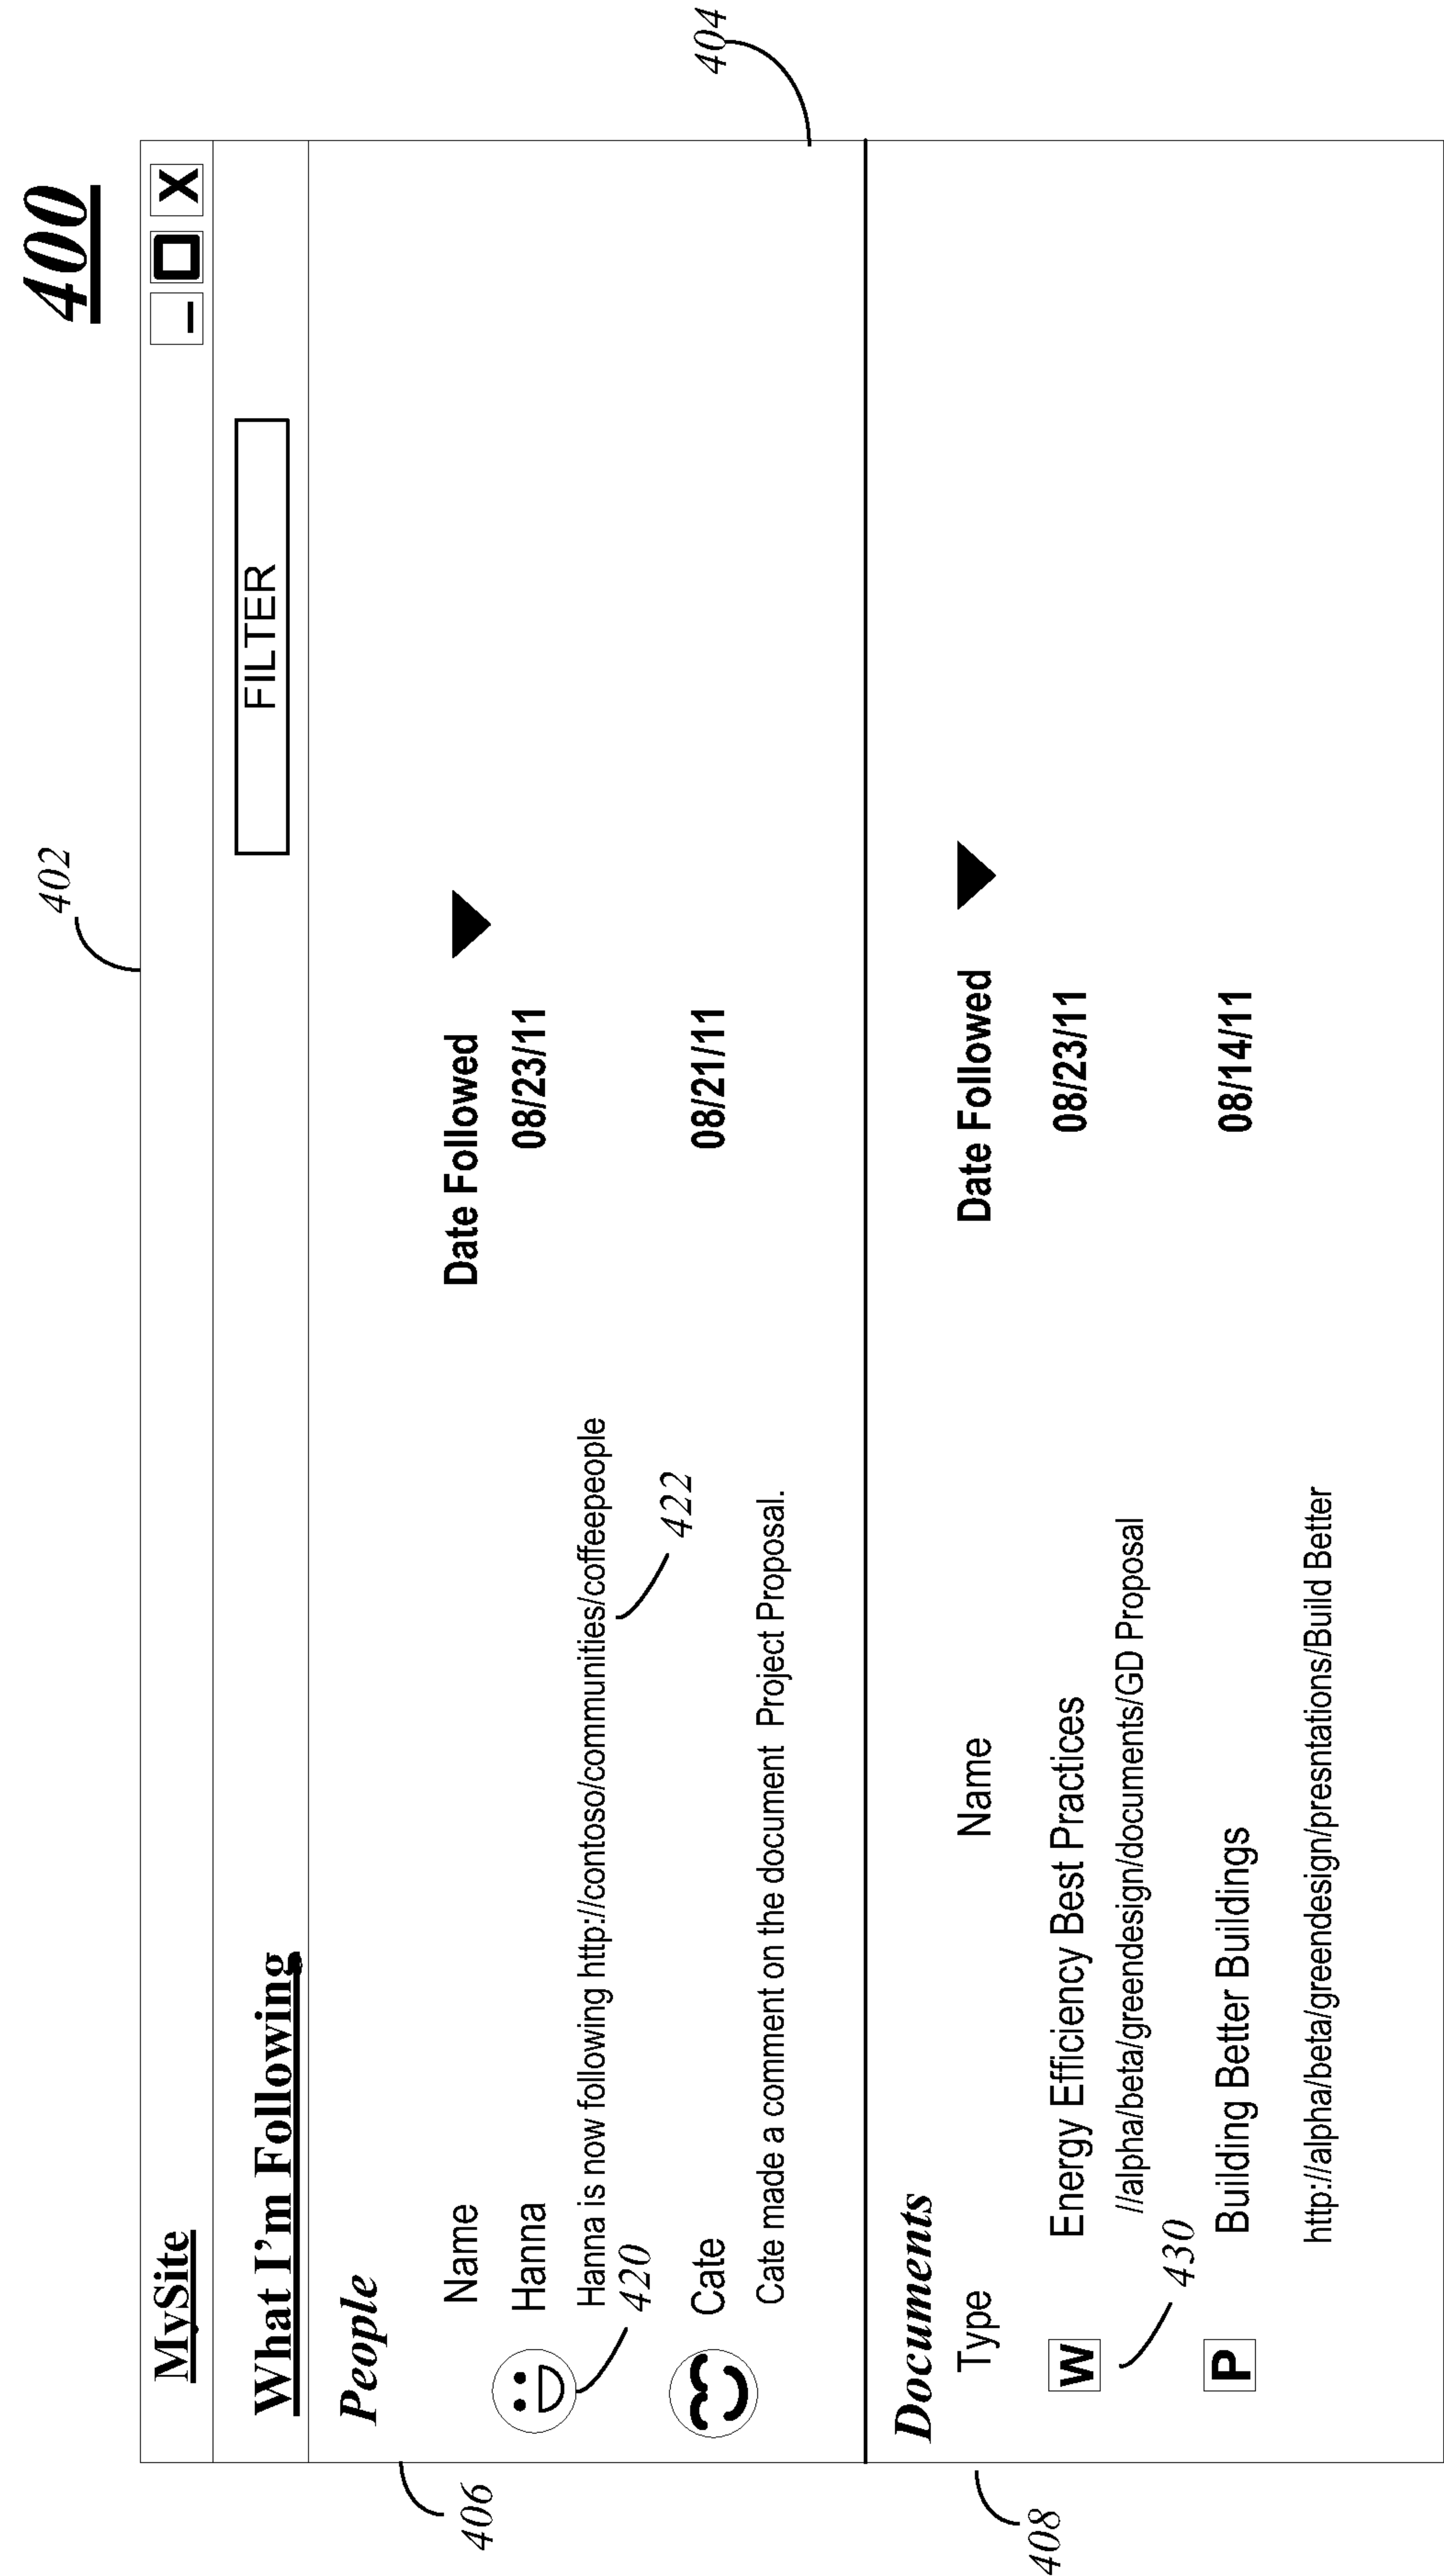 400
402
MySite
_ □ X
What I'm Following
FILTER
406
People
404
Name
Date Followed
Hanna
08/23/11
Hanna is now following http://contoso/communities/coffeepeople
420
422
Cate
08/21/11
Cate made a comment on the document Project Proposal.
Documents
408
Type
Name
Date Followed
W
Energy Efficiency Best Practices
08/23/11
//alpha/beta/greendesign/documents/GD Proposal
430
P
Building Better Buildings
08/14/11
http://alpha/beta/greendesign/presntations/Build Better